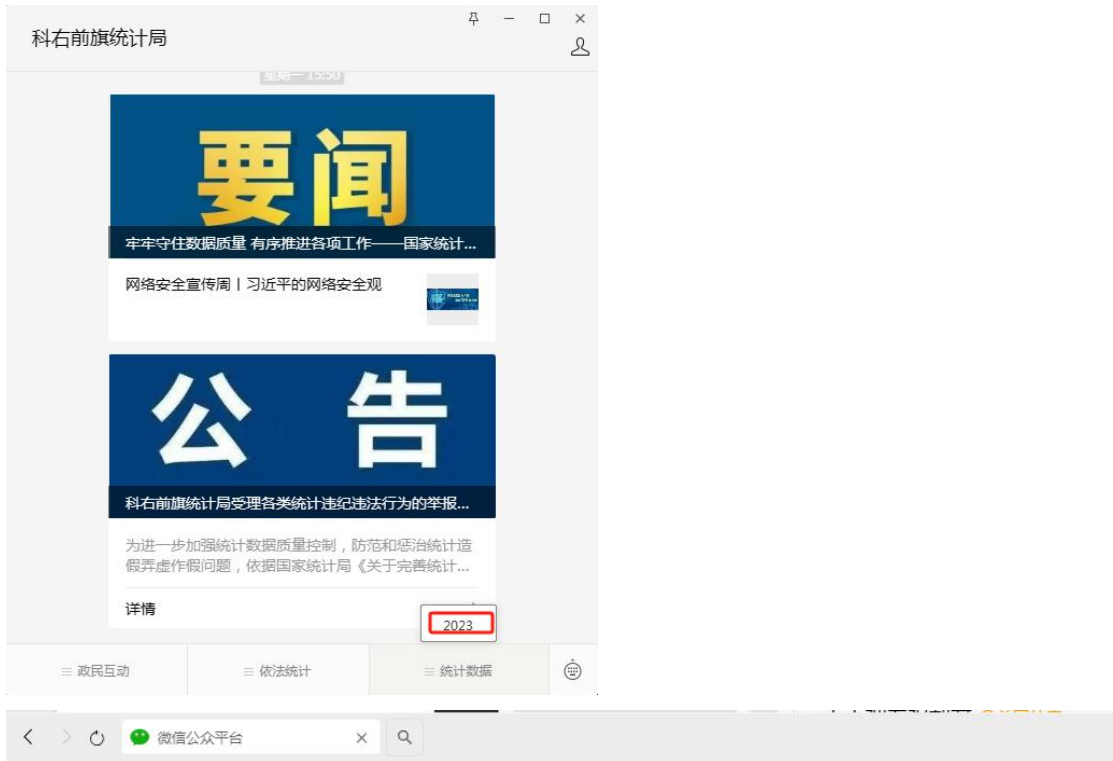 科右前旗统计局
星期一 15:50
要闻
牢牢守住数据质量 有序推进各项工作——国家统计...
网络安全宣传周丨习近平的网络安全观
公 告
科右前旗统计局受理各类统计违纪违法行为的举报...
为进一步加强统计数据质量控制，防范和惩治统计造
假弄虚作假问题，依据国家统计局《关于完善统计...
详情
2023
政民互动
依法统计
统计数据
微信公众平台